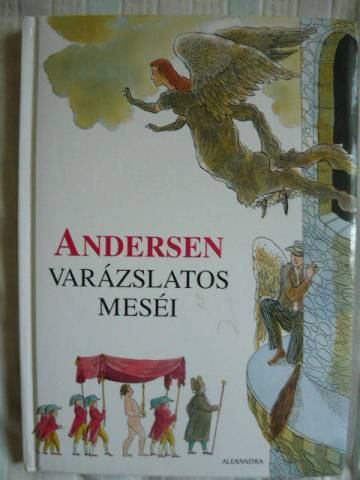 ANDERSEN
VARÁZSLATOS
MESÉI
ALEXANDRA